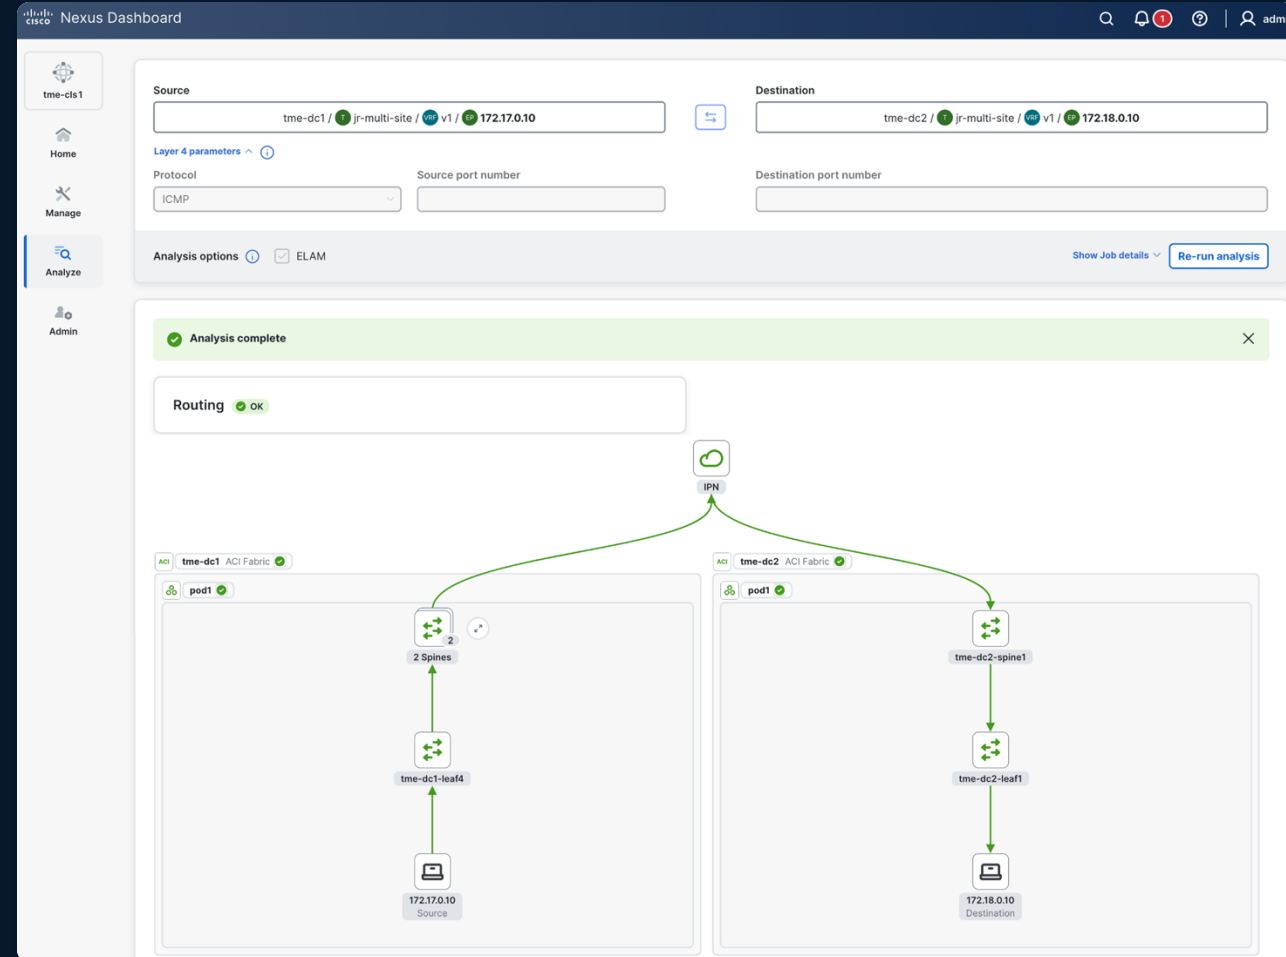 cisco Nexus Dashboard
1
adm
tme-cls1
Home
Manage
Analyze
Admin
Source
tme-dc1 / T jr-multi-site / VRF v1 / EP 172.17.0.10
Destination
tme-dc2 / T jr-multi-site / VRF v1 / EP 172.18.0.10
Layer 4 parameters
Protocol
Source port number
Destination port number
ICMP
Analysis options
ELAM
Show Job details
Re-run analysis
Analysis complete
Routing OK
IPN
ACI tme-dc1 ACI Fabric
pod1
2
2 Spines
tme-dc1-leaf4
172.17.0.10
Source
ACI tme-dc2 ACI Fabric
pod1
tme-dc2-spine1
tme-dc2-leaf1
172.18.0.10
Destination